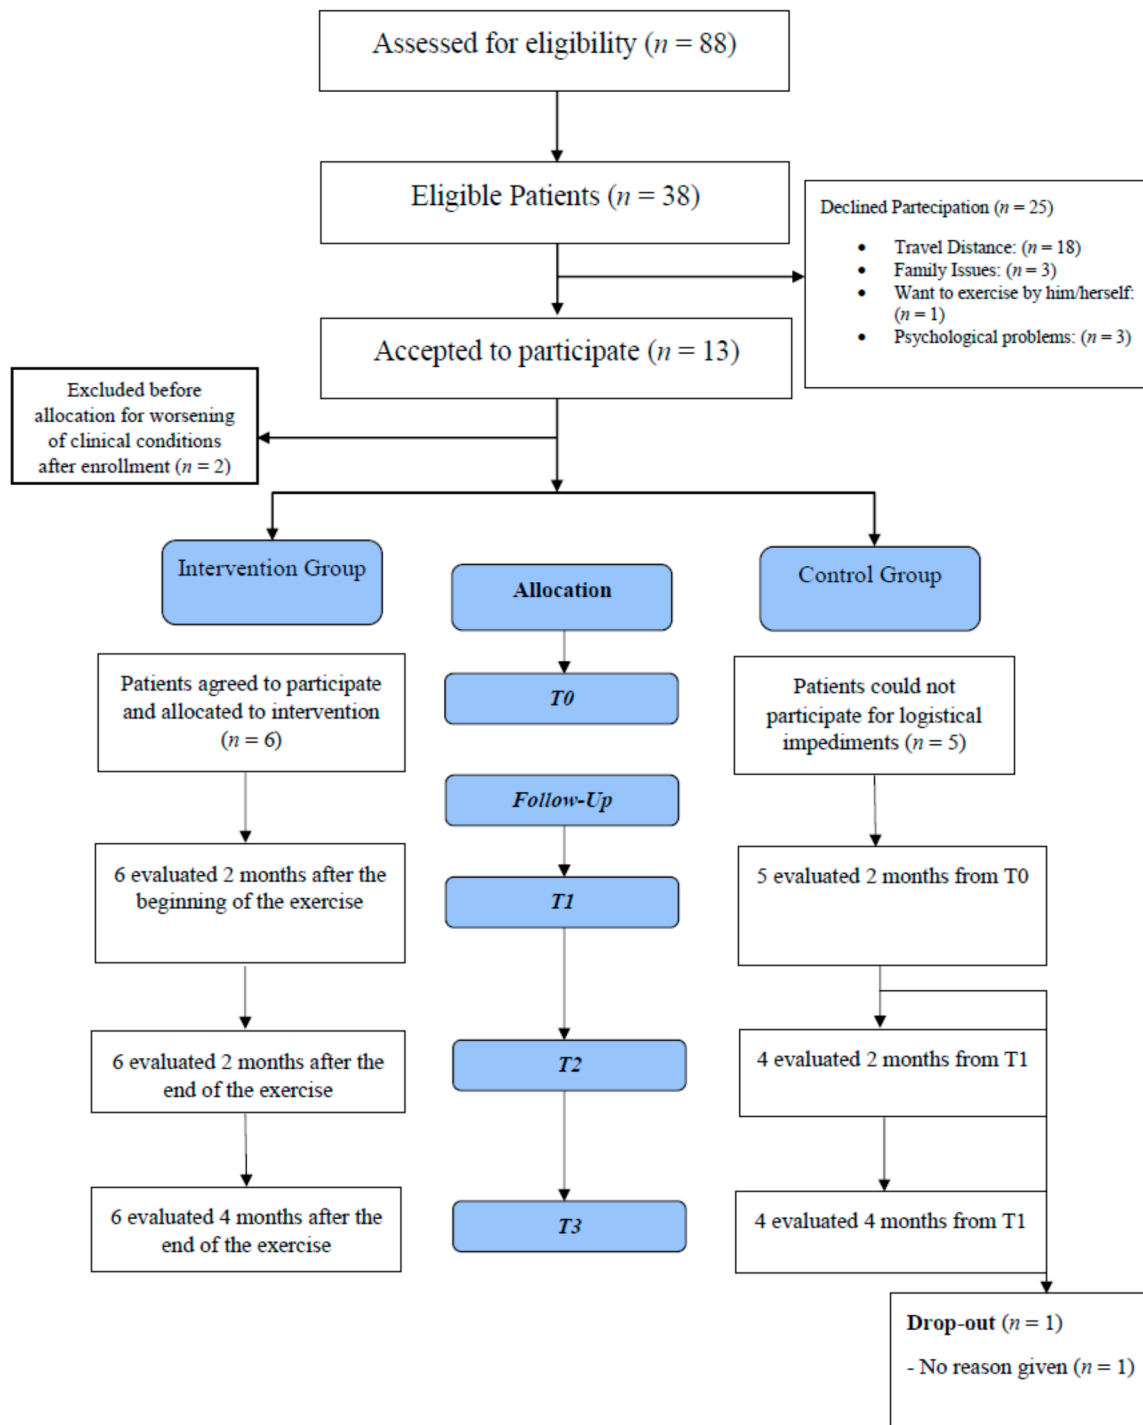 Assessed for eligibility (n = 88)
Eligible Patients (n = 38)
Declined Partecipation (n = 25)
• Travel Distance: (n = 18)
• Family Issues: (n = 3)
• Want to exercise by him/herself:
(n = 1)
• Psychological problems: (n = 3)
Accepted to participate (n = 13)
Excluded before
allocation for worsening
of clinical conditions
after enrollment (n = 2)
Intervention Group
Allocation
Control Group
Patients agreed to participate
and allocated to intervention
(n = 6)
T0
Patients could not
participate for logistical
impediments (n = 5)
Follow-Up
6 evaluated 2 months after the
beginning of the exercise
T1
5 evaluated 2 months from T0
6 evaluated 2 months after the
end of the exercise
T2
4 evaluated 2 months from T1
6 evaluated 4 months after the
end of the exercise
T3
4 evaluated 4 months from T1
Drop-out (n = 1)
- No reason given (n = 1)